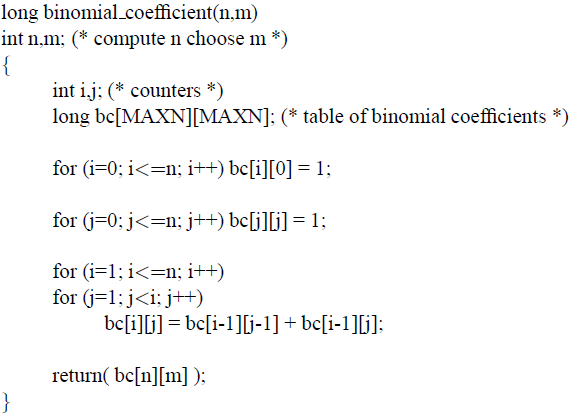 long binomial_coefficient(n,m)
int n,m; (* compute n choose m *)
{
int i,j; (* counters *)
long bc[MAXN][MAXN]; (* table of binomial coefficients *)
for (i=0; i<=n; i++) bc[i][0] = 1;
for (j=0; j<=n; j++) bc[j][j] = 1;
for (i=1; i<=n; i++)
for (j=1; j<i; j++)
bc[i][j] = bc[i-1][j-1] + bc[i-1][j];
return( bc[n][m] );
}